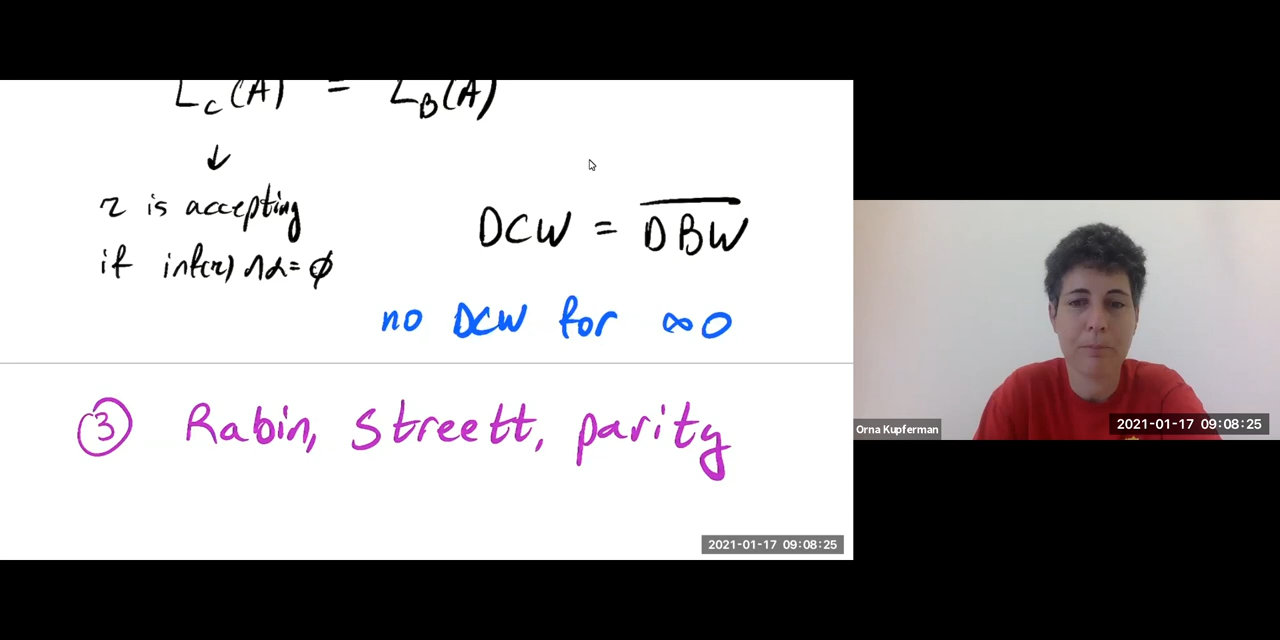 L_C(A) = L_B(A)
↓
r is accepting
if inf(r) ∩ α = ∅
DCW = \overline{DBW}
no DCW for ∞0
③ Rabin, Streett, parity
2021-01-17 09:08:25
Orna Kupferman
2021-01-17 09:08:25